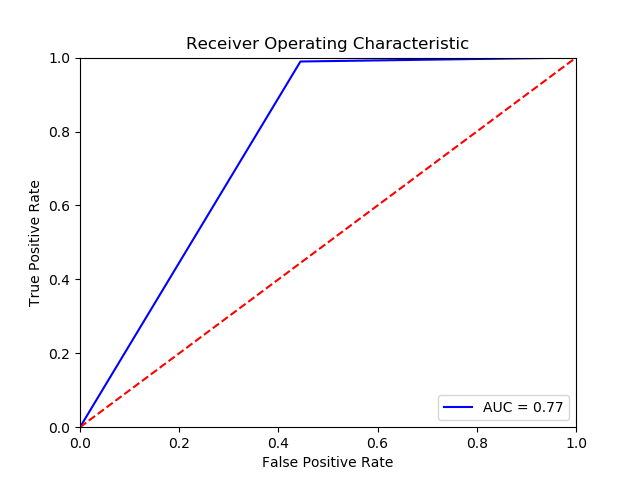 Receiver Operating Characteristic
1.0
0.8
0.6
0.4
0.2
0.0
True Positive Rate
AUC = 0.77
0.0 0.2 0.4 0.6 0.8 1.0
False Positive Rate